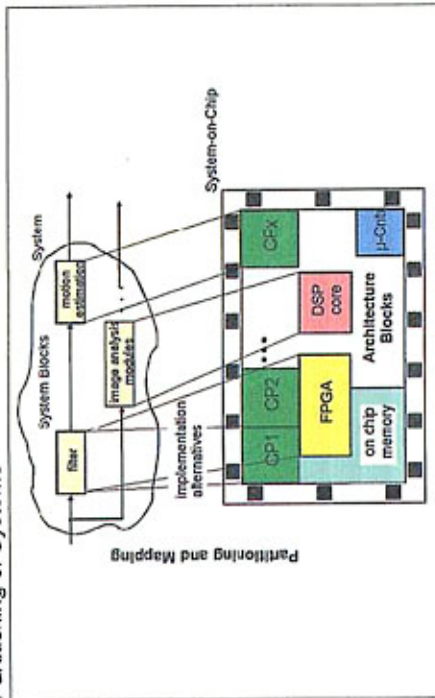 System
System Blocks
filter
motion
estimation
image analysis
modules
implementation
alternatives
Partitioning and Mapping
System-on-Chip
CP1
CP2
CPx
FPGA
DSP
core
on chip
memory
Architecture
Blocks
µ-Cntr